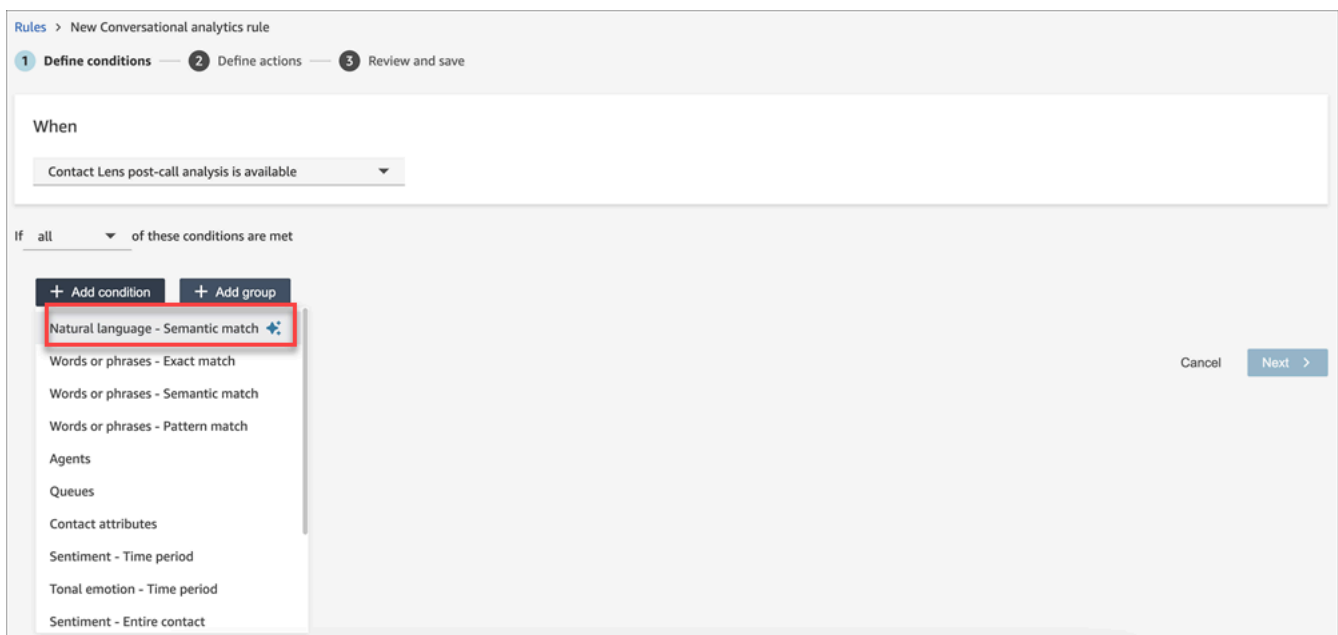 Rules > New Conversational analytics rule
1 Define conditions — 2 Define actions — 3 Review and save
When
Contact Lens post-call analysis is available
If all of these conditions are met
+ Add condition + Add group
Natural language - Semantic match
Words or phrases - Exact match
Cancel Next >
Words or phrases - Semantic match
Words or phrases - Pattern match
Agents
Queues
Contact attributes
Sentiment - Time period
Tonal emotion - Time period
Sentiment - Entire contact